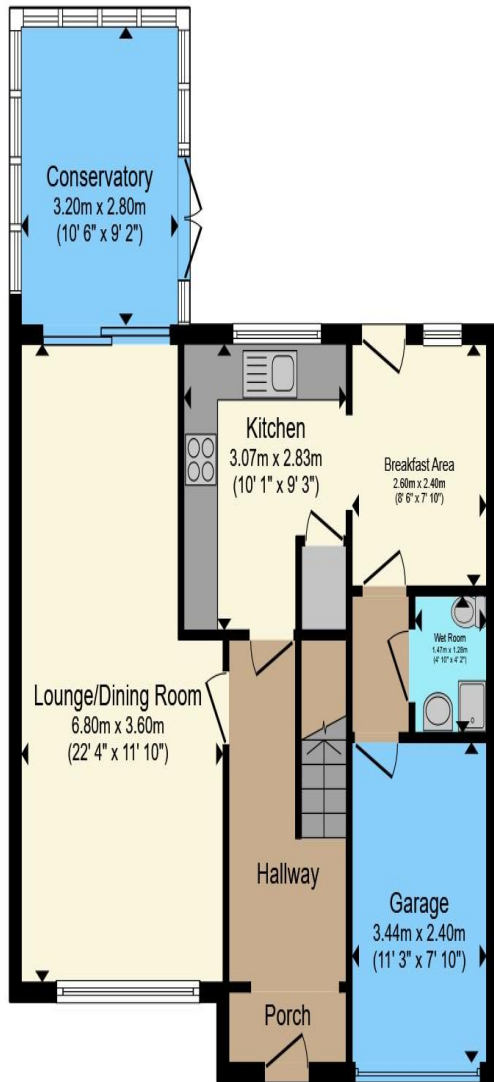 Conservatory
3.20m x 2.80m
(10' 6" x 9' 2")
Kitchen
3.07m x 2.83m
(10' 1" x 9' 3")
Breakfast Area
2.60m x 2.40m
(8' 6" x 7' 10")
Wet Room
1.47m x 1.28m
(4' 10" x 4' 2")
Lounge/Dining Room
6.80m x 3.60m
(22' 4" x 11' 10")
Hallway
Garage
3.44m x 2.40m
(11' 3" x 7' 10")
Porch